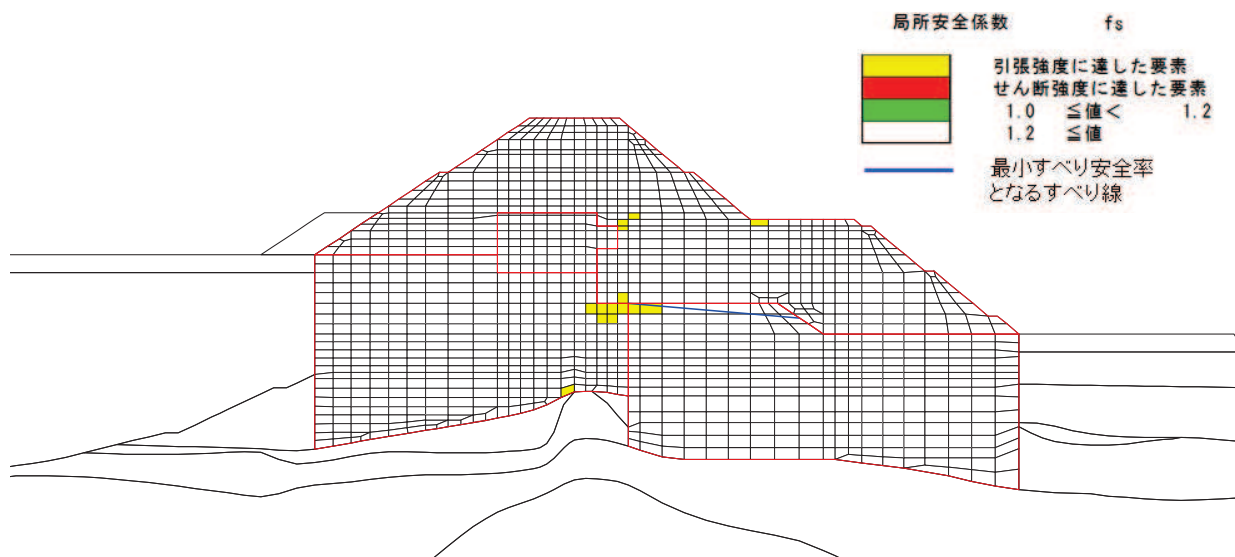 局所安全係数 fs
引張強度に達した要素
せん断強度に達した要素
1.0 ≦値< 1.2
1.2 ≦値
最小すべり安全率
となるすべり線